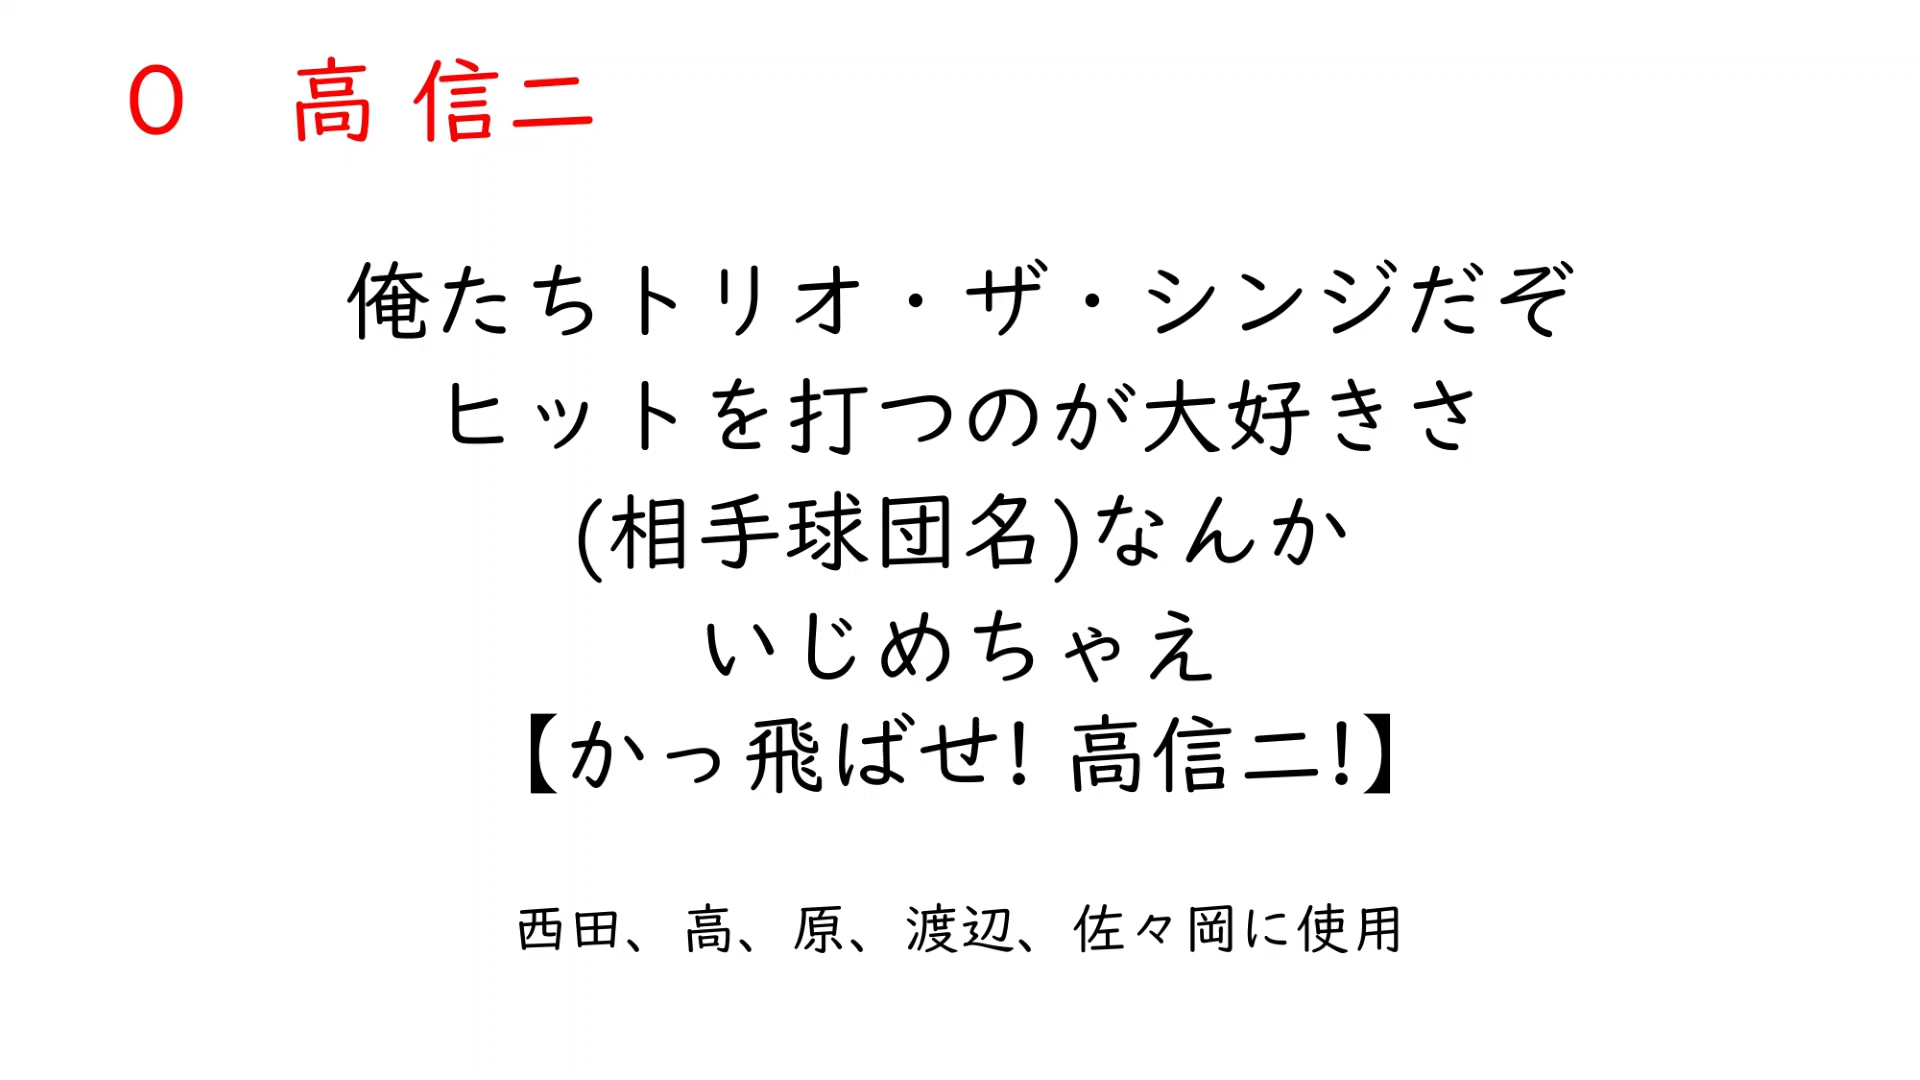 0 高 信二
俺たちトリオ・ザ・シンジだぞ
ヒットを打つのが大好きさ
(相手球団名)なんか
いじめちゃえ
【かっ飛ばせ! 高信二!】
西田、高、原、渡辺、佐々岡に使用